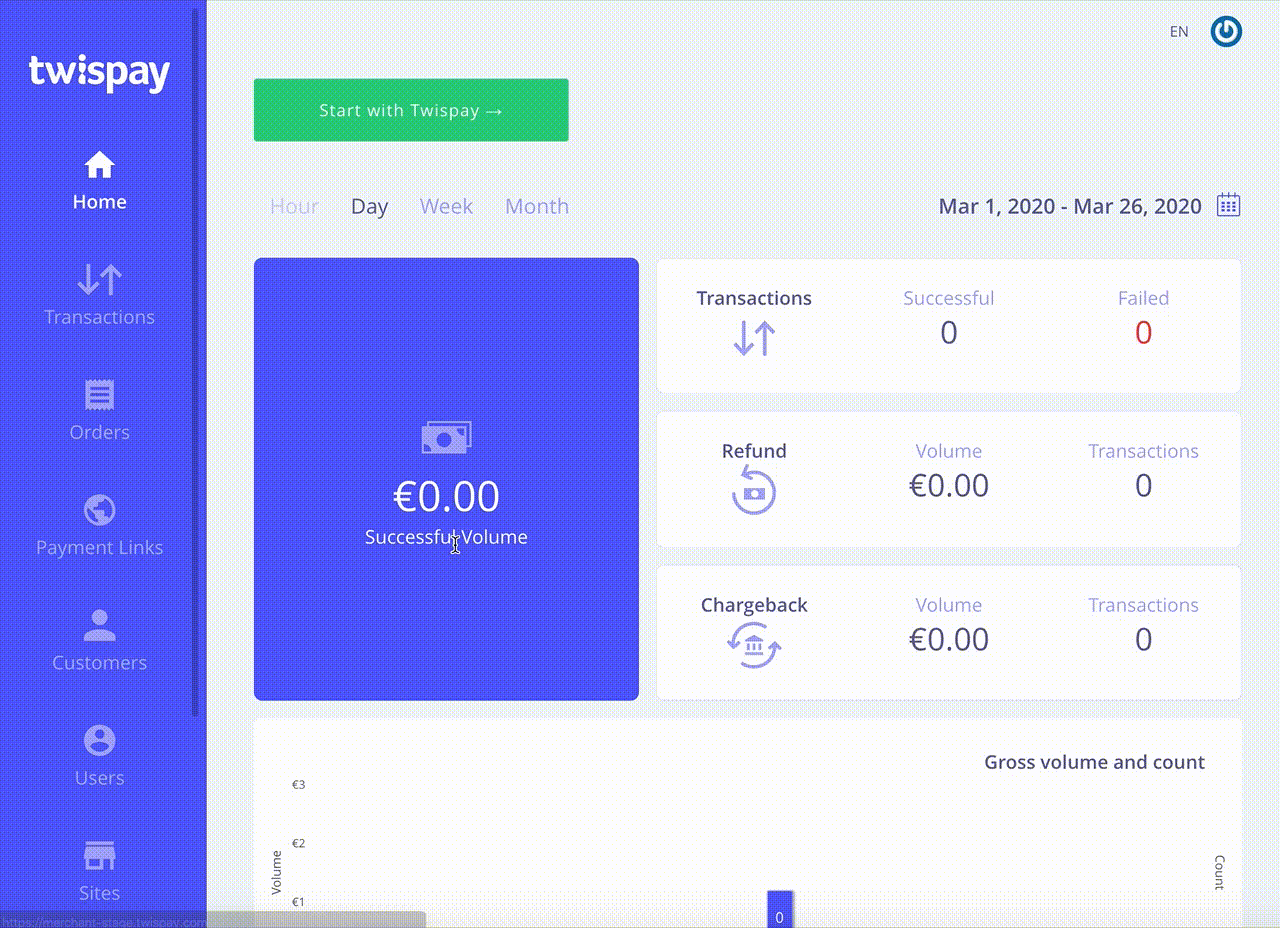 twispay
EN
Start with Twispay →
Home
Hour Day Week Month
Mar 1, 2020 - Mar 26, 2020
Transactions
Orders
Payment Links
Customers
Users
Sites
€0.00
Successful Volume
Transactions Successful Failed
0 0
Refund Volume Transactions
€0.00 0
Chargeback Volume Transactions
€0.00 0
Gross volume and count
€3
€2
€1
Volume
Count
0
https://merchant-stage.twispay.com